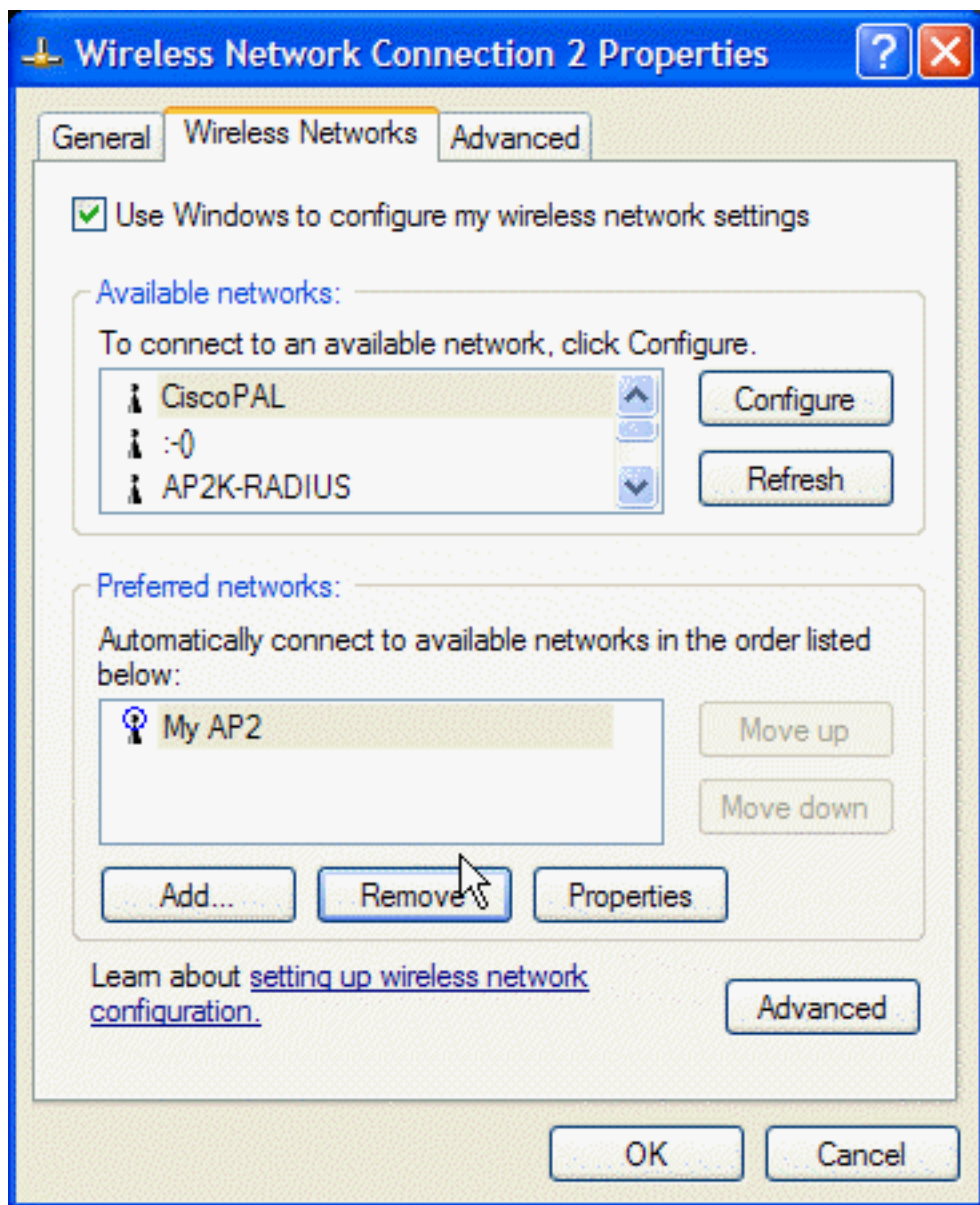 Wireless Network Connection 2 Properties
General
Wireless Networks
Advanced
Use Windows to configure my wireless network settings
Available networks:
To connect to an available network, click Configure.
CiscoPAL
:-()
AP2K-RADIUS
Configure
Refresh
Preferred networks:
Automatically connect to available networks in the order listed
below:
My AP2
Move up
Move down
Add...
Remove
Properties
Learn about setting up wireless network
configuration.
Advanced
OK
Cancel